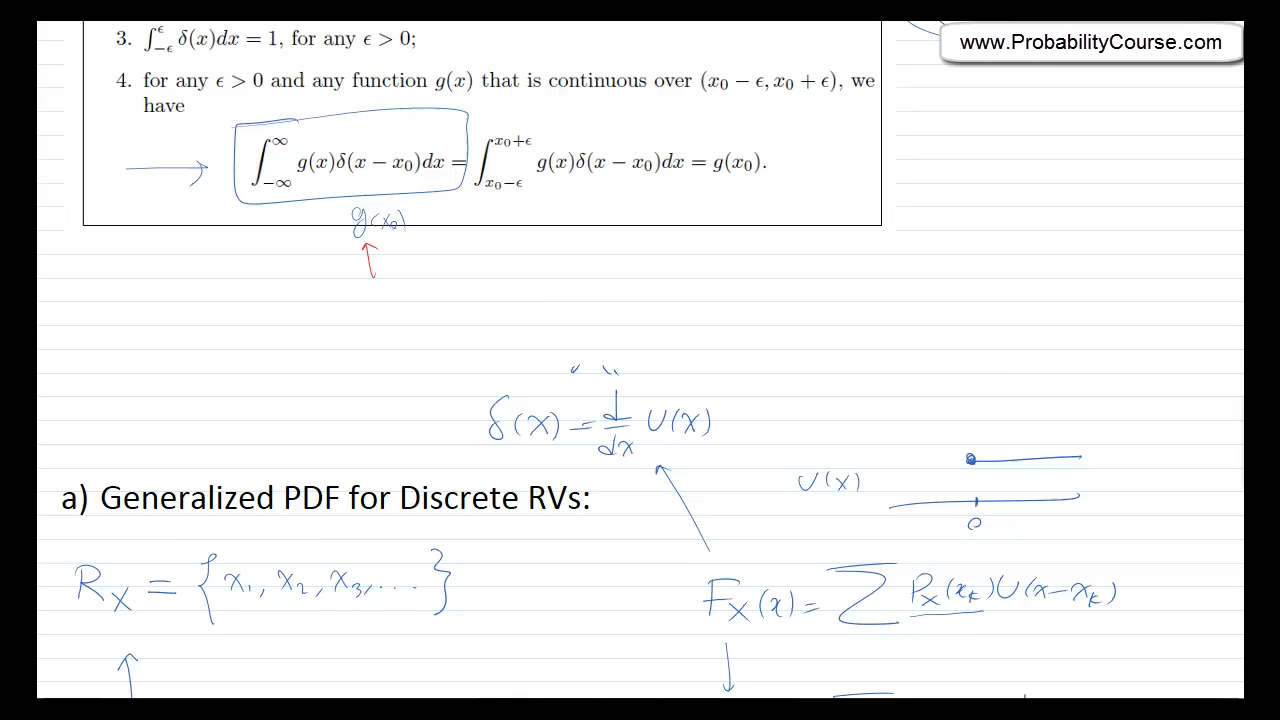 www.ProbabilityCourse.com
3. ∫_{−ϵ}^{ϵ} δ(x)dx = 1, for any ϵ > 0;
4. for any ϵ > 0 and any function g(x) that is continuous over (x₀ − ϵ, x₀ + ϵ), we
have
∫_{−∞}^{∞} g(x)δ(x − x₀)dx = ∫_{x₀−ϵ}^{x₀+ϵ} g(x)δ(x − x₀)dx = g(x₀).
g(x₀)
δ(x) = d/dx U(x)
U(x)
0
a) Generalized PDF for Discrete RVs:
R_X = {x₁, x₂, x₃, ...}
F_X(x) = Σ P_X(x_k) U(x − x_k)